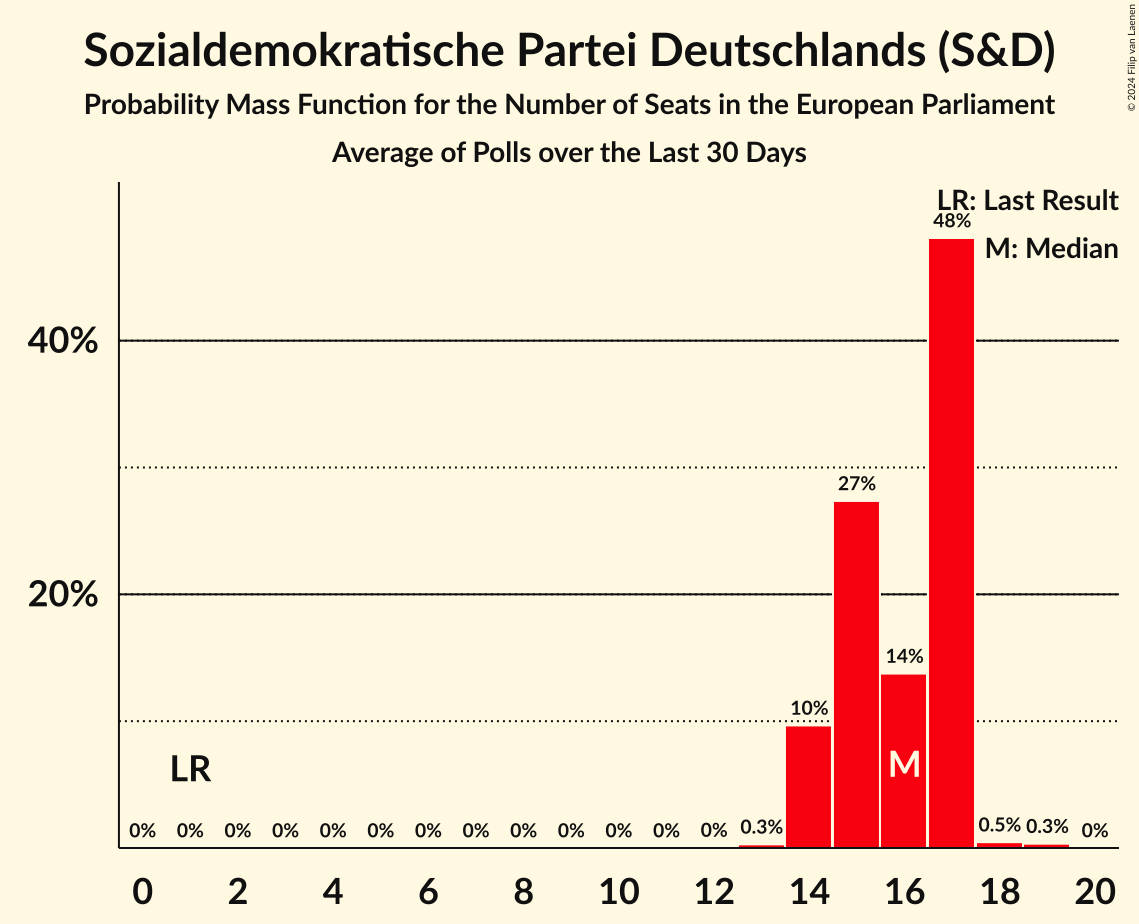 Sozialdemokratische Partei Deutschlands (S&D)
Probability Mass Function for the Number of Seats in the European Parliament
Average of Polls over the Last 30 Days
© 2024 Filip van Laenen
LR: Last Result
48%
M: Median
40%
27%
20%
14%
10%
LR
M
0% 0% 0% 0% 0% 0% 0% 0% 0% 0% 0% 0% 0% 0.3% 0.5% 0.3% 0%
0 2 4 6 8 10 12 14 16 18 20